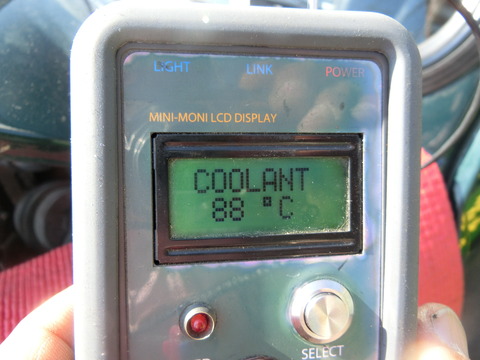 LIGHT LINK POWER
MINI-MONI LCD DISPLAY
COOLANT
88 °C
SELECT